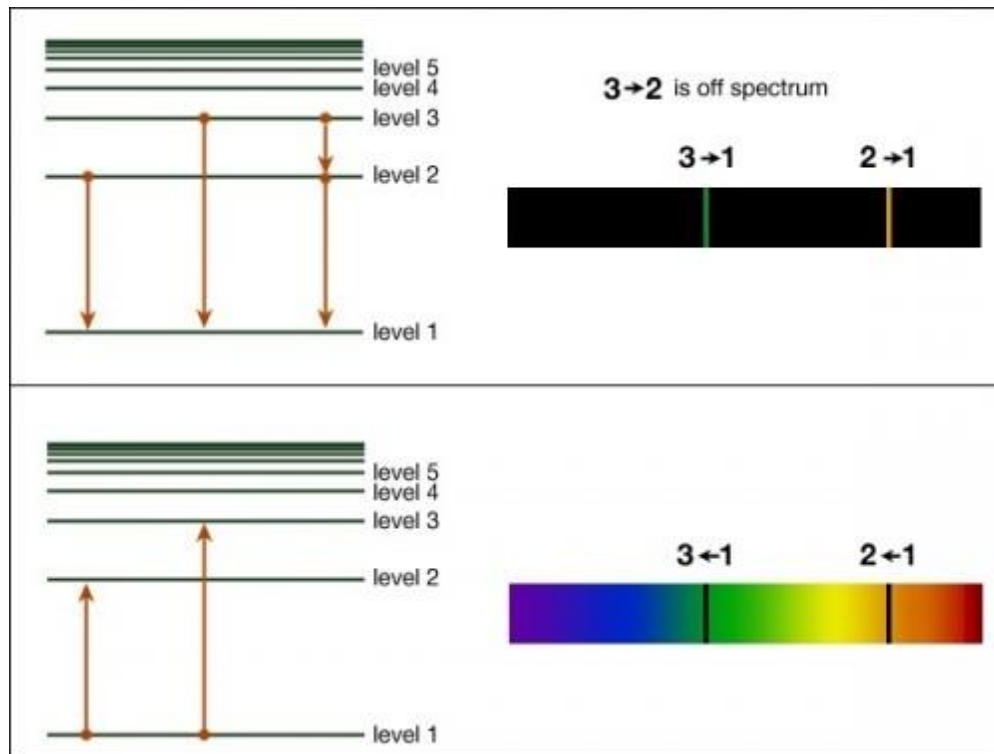 level 5
level 4
level 3
level 2
level 1
3→2 is off spectrum
3→1
2→1
level 5
level 4
level 3
level 2
level 1
3←1
2←1